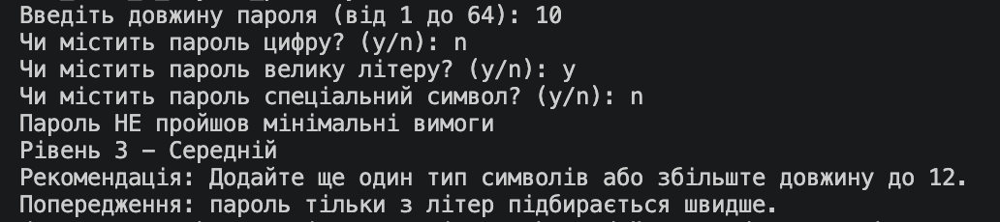 Введіть довжину пароля (від 1 до 64): 10
Чи містить пароль цифру? (y/n): n
Чи містить пароль велику літеру? (y/n): y
Чи містить пароль спеціальний символ? (y/n): n
Пароль НЕ пройшов мінімальні вимоги
Рівень 3 — Середній
Рекомендація: Додайте ще один тип символів або збільште довжину до 12.
Попередження: пароль тільки з літер підбирається швидше.